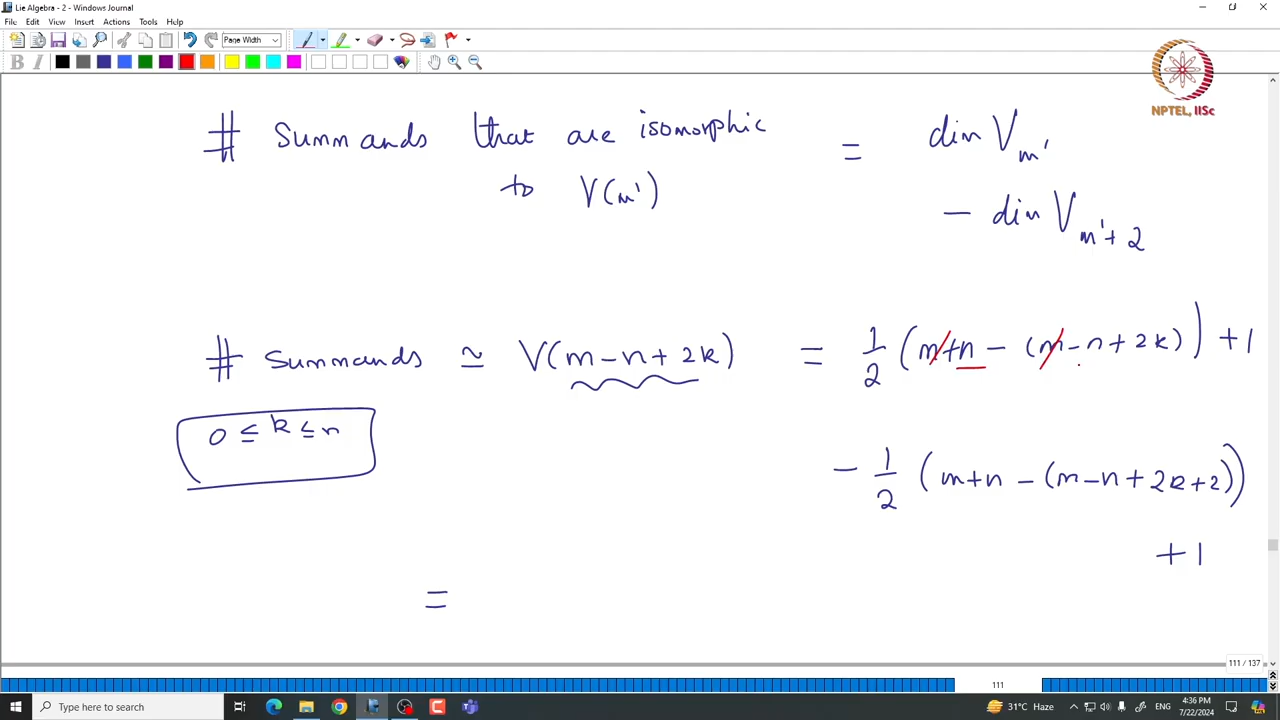 Lie Algebra - 2 - Windows Journal
File Edit View Insert Actions Tools Help
Page Width
B I
NPTEL, IISc
# Summands that are isomorphic to V(m') = dim V_{m'} - dim V_{m'+2}
# Summands ≃ V(m-n+2k) = 1/2 (m+n - (m-n+2k)) +1
0 ≤ k ≤ n
- 1/2 (m+n - (m-n+2k+2))
+1
=
111 / 137
111
Type here to search
31°C Haze
ENG
4:36 PM
7/22/2024